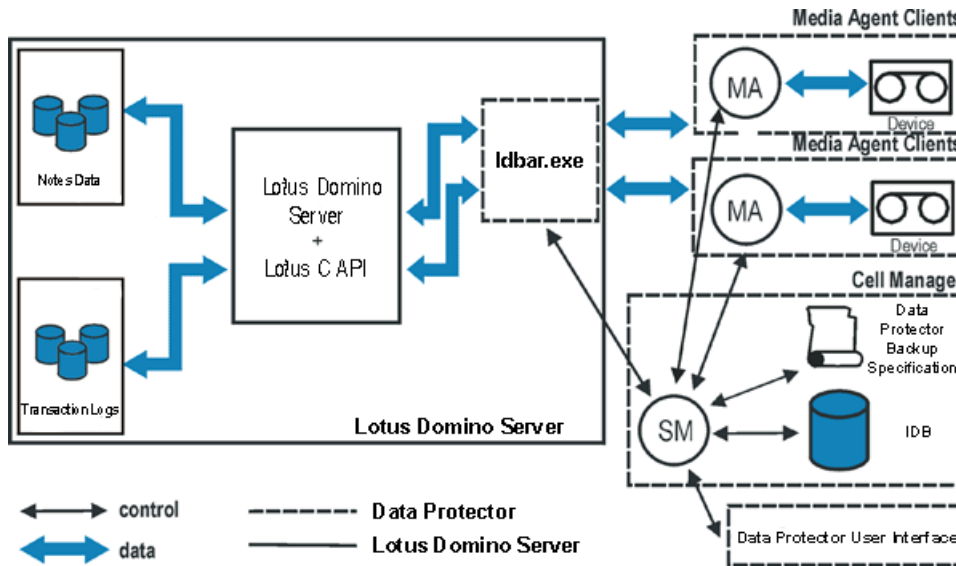 Media Agent Clients
MA
Device
Media Agent Clients
MA
Device
Notes Data
Lotus Domino
Server
+
Lotus C API
ldbar.exe
Transaction Logs
Lotus Domino Server
Cell Manage
Data
Protector
Backup
Specification
SM
IDB
Data Protector User Interface
control
data
Data Protector
Lotus Domino Server